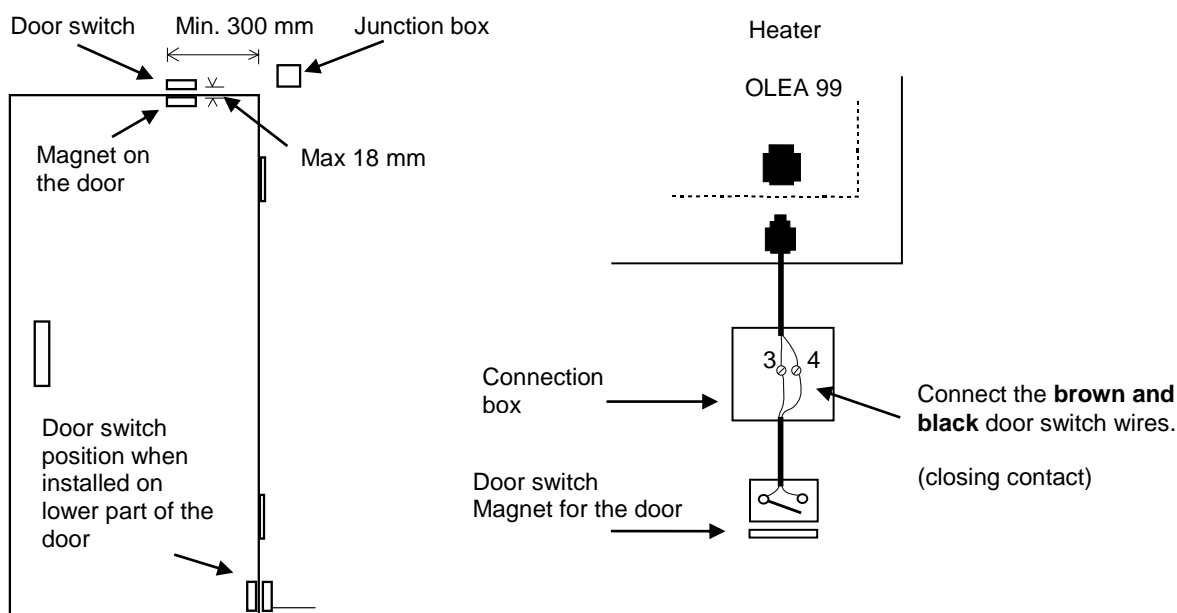 Door switch
Min. 300 mm
Junction box
Magnet on
the door
Max 18 mm
Door switch
position when
installed on
lower part of the
door
Heater
OLEA 99
3 4
Connection
box
Connect the brown and
black door switch wires.
(closing contact)
Door switch
Magnet for the door